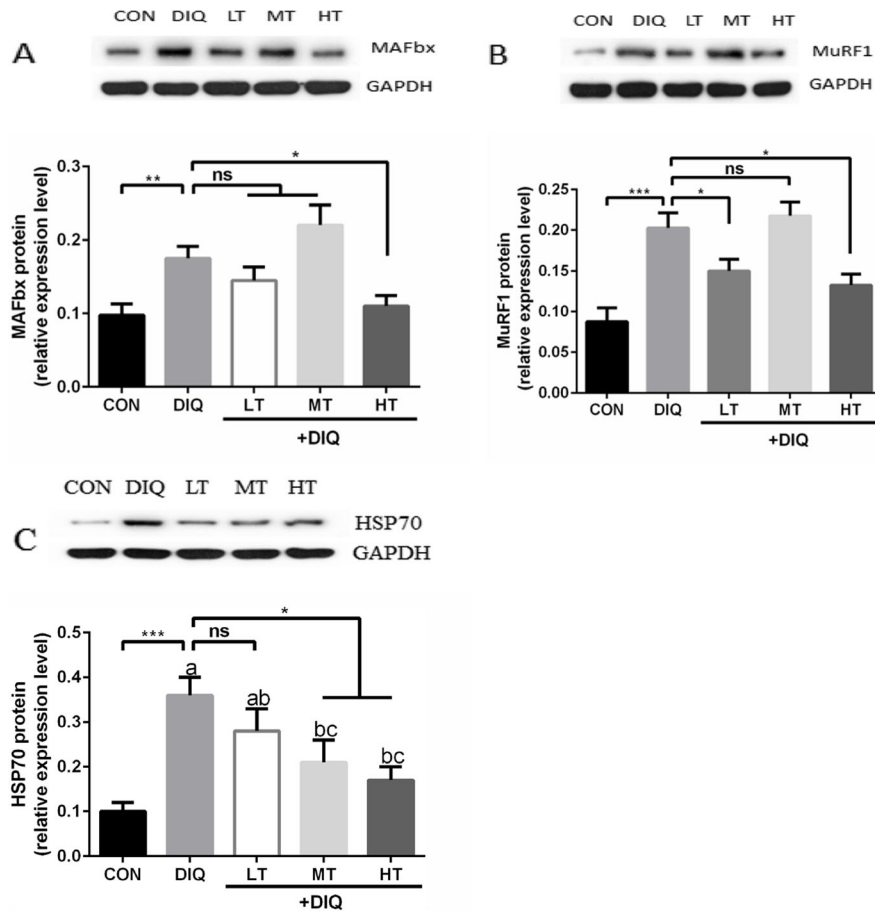 CON DIQ LT MT HT
A
MAFbx
GAPDH
**
ns
*
MAFbx protein
(relative expression level)
0.3
0.2
0.1
0.0
CON DIQ LT MT HT
+DIQ
CON DIQ LT MT HT
B
MuRF1
GAPDH
***
*
ns
*
MuRF1 protein
(relative expression level)
0.25
0.20
0.15
0.10
0.05
0.00
CON DIQ LT MT HT
+DIQ
CON DIQ LT MT HT
C
HSP70
GAPDH
***
ns
*
HSP70 protein
(relative expression level)
0.5
0.4
0.3
0.2
0.1
0.0
a
ab
bc
bc
CON DIQ LT MT HT
+DIQ